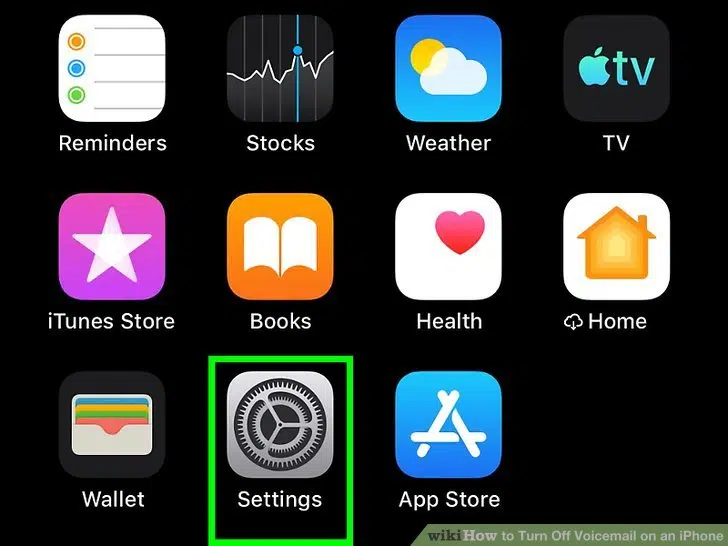 tv
Reminders
Stocks
Weather
TV
iTunes Store
Books
Health
Home
Wallet
Settings
App Store
wikiHow to Turn Off Voicemail on an iPhone